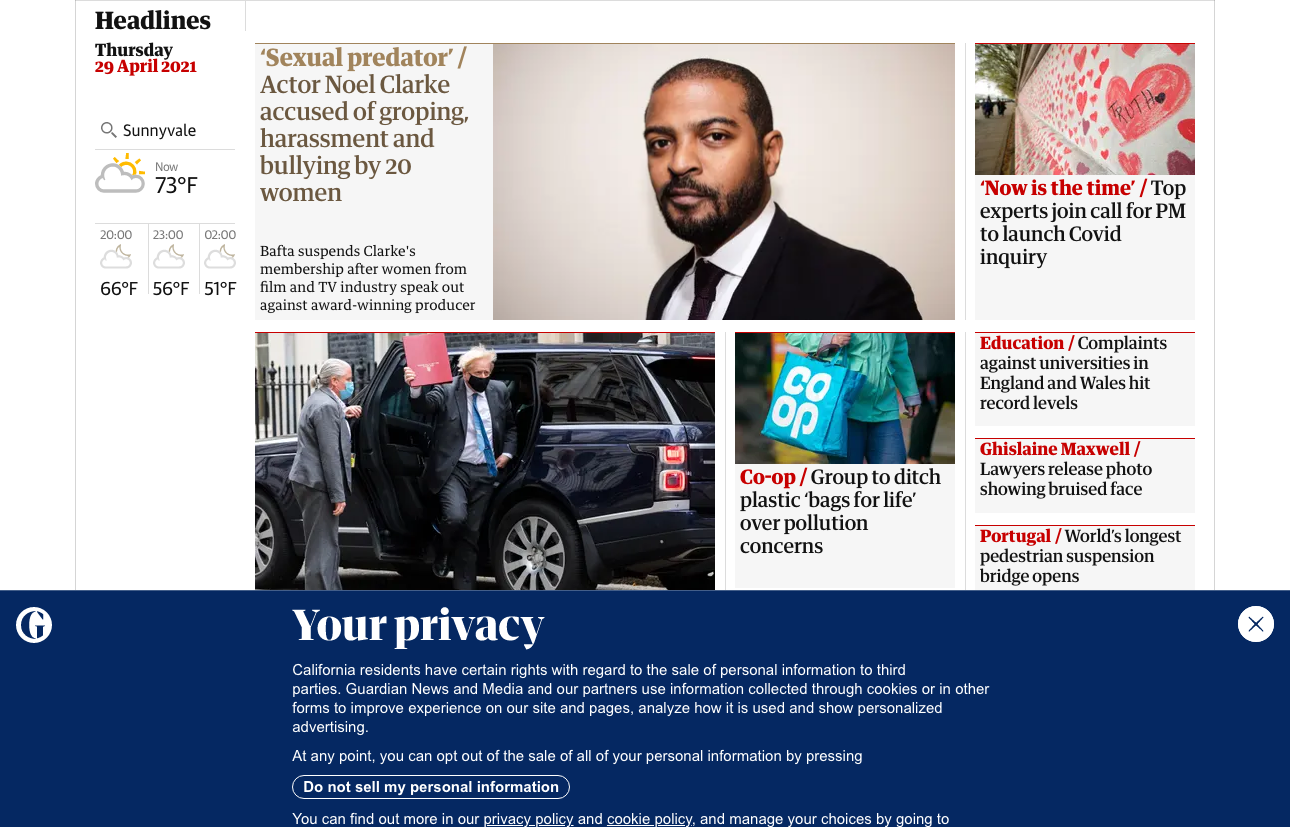 Headlines
Thursday
29 April 2021
Sunnyvale
Now
73°F
20:00
23:00
02:00
66°F
56°F
51°F
‘Sexual predator’ /
Actor Noel Clarke
accused of groping,
harassment and
bullying by 20
women
Bafta suspends Clarke's
membership after women from
film and TV industry speak out
against award-winning producer
TRUTH
‘Now is the time’ / Top
experts join call for PM
to launch Covid
inquiry
CO
OP
Co-op / Group to ditch
plastic ‘bags for life’
over pollution
concerns
Education / Complaints
against universities in
England and Wales hit
record levels
Ghislaine Maxwell /
Lawyers release photo
showing bruised face
Portugal / World’s longest
pedestrian suspension
bridge opens
G
Your privacy
California residents have certain rights with regard to the sale of personal information to third
parties. Guardian News and Media and our partners use information collected through cookies or in other
forms to improve experience on our site and pages, analyze how it is used and show personalized
advertising.
At any point, you can opt out of the sale of all of your personal information by pressing
Do not sell my personal information
You can find out more in our privacy policy and cookie policy, and manage your choices by going to